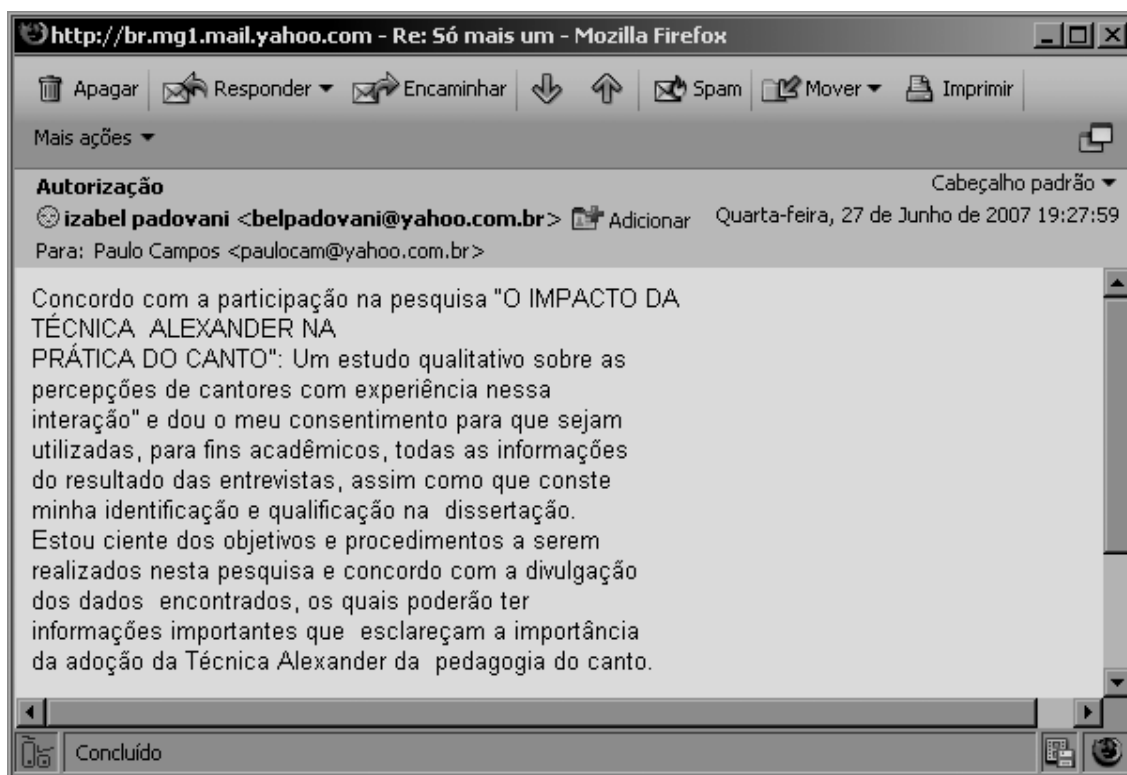 http://br.mg1.mail.yahoo.com - Re: Só mais um - Mozilla Firefox
Apagar Responder Encaminhar Spam Mover Imprimir
Mais ações
Autorização Cabeçalho padrão
izabel padovani <belpadovani@yahoo.com.br> Adicionar Quarta-feira, 27 de Junho de 2007 19:27:59
Para: Paulo Campos <paulocam@yahoo.com.br>
Concordo com a participação na pesquisa "O IMPACTO DA
TÉCNICA ALEXANDER NA
PRÁTICA DO CANTO": Um estudo qualitativo sobre as
percepções de cantores com experiência nessa
interação" e dou o meu consentimento para que sejam
utilizadas, para fins acadêmicos, todas as informações
do resultado das entrevistas, assim como que conste
minha identificação e qualificação na dissertação.
Estou ciente dos objetivos e procedimentos a serem
realizados nesta pesquisa e concordo com a divulgação
dos dados encontrados, os quais poderão ter
informações importantes que esclareçam a importância
da adoção da Técnica Alexander da pedagogia do canto.
Concluído